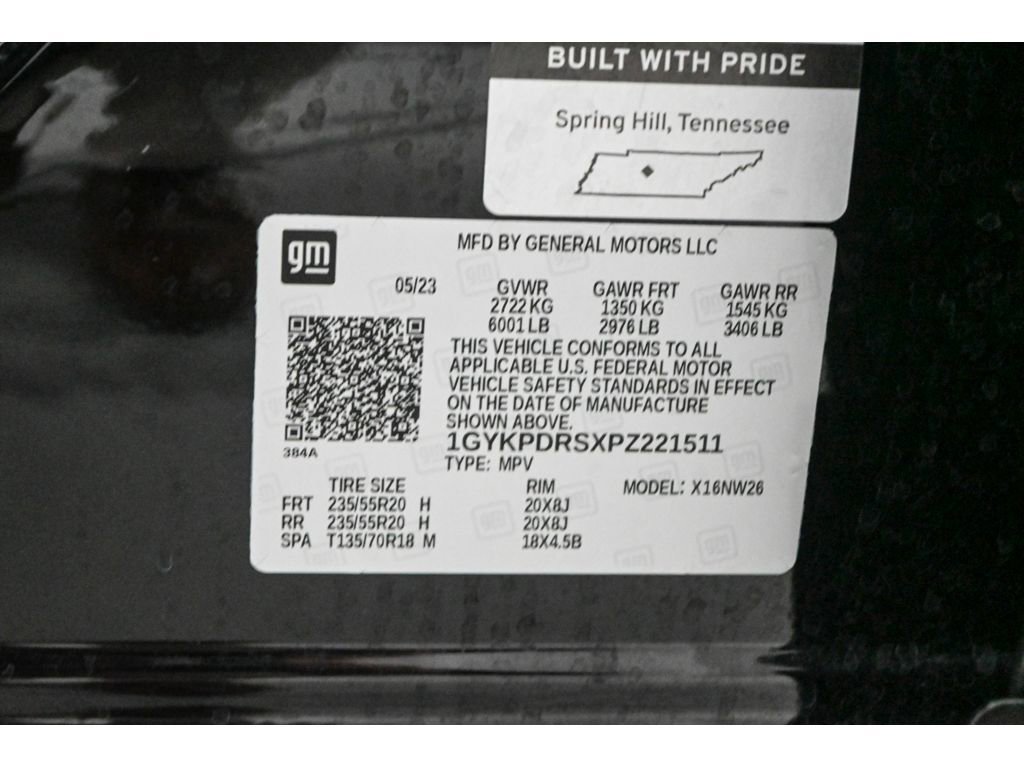 BUILT WITH PRIDE
Spring Hill, Tennessee
gm
MFD BY GENERAL MOTORS LLC
05/23 GVWR GAWR FRT GAWR RR
2722 KG 1350 KG 1545 KG
6001 LB 2976 LB 3406 LB
THIS VEHICLE CONFORMS TO ALL
APPLICABLE U.S. FEDERAL MOTOR
VEHICLE SAFETY STANDARDS IN EFFECT
ON THE DATE OF MANUFACTURE
SHOWN ABOVE.
1GYKPDRSXPZ221511
384A
TYPE: MPV
TIRE SIZE RIM MODEL: X16NW26
FRT 235/55R20 H 20X8J
RR 235/55R20 H 20X8J
SPA T135/70R18 M 18X4.5B